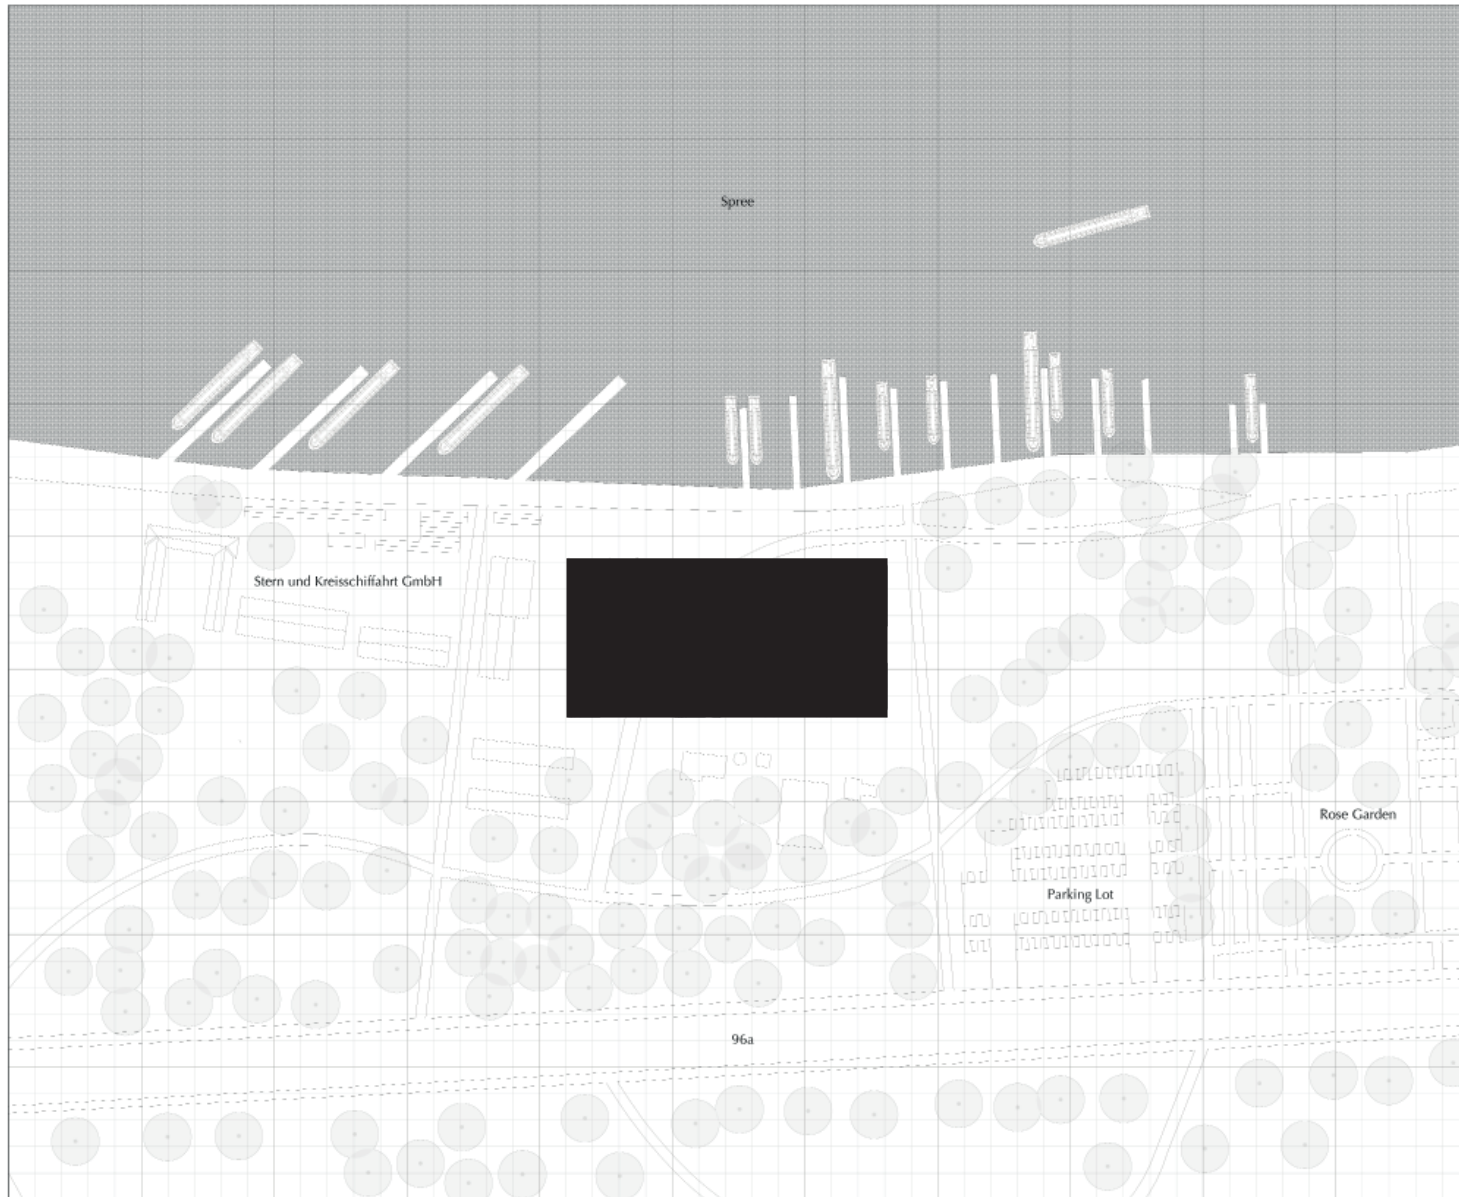 Spree
Stern und Kreisschiffahrt GmbH
Rose Garden
Parking Lot
96a